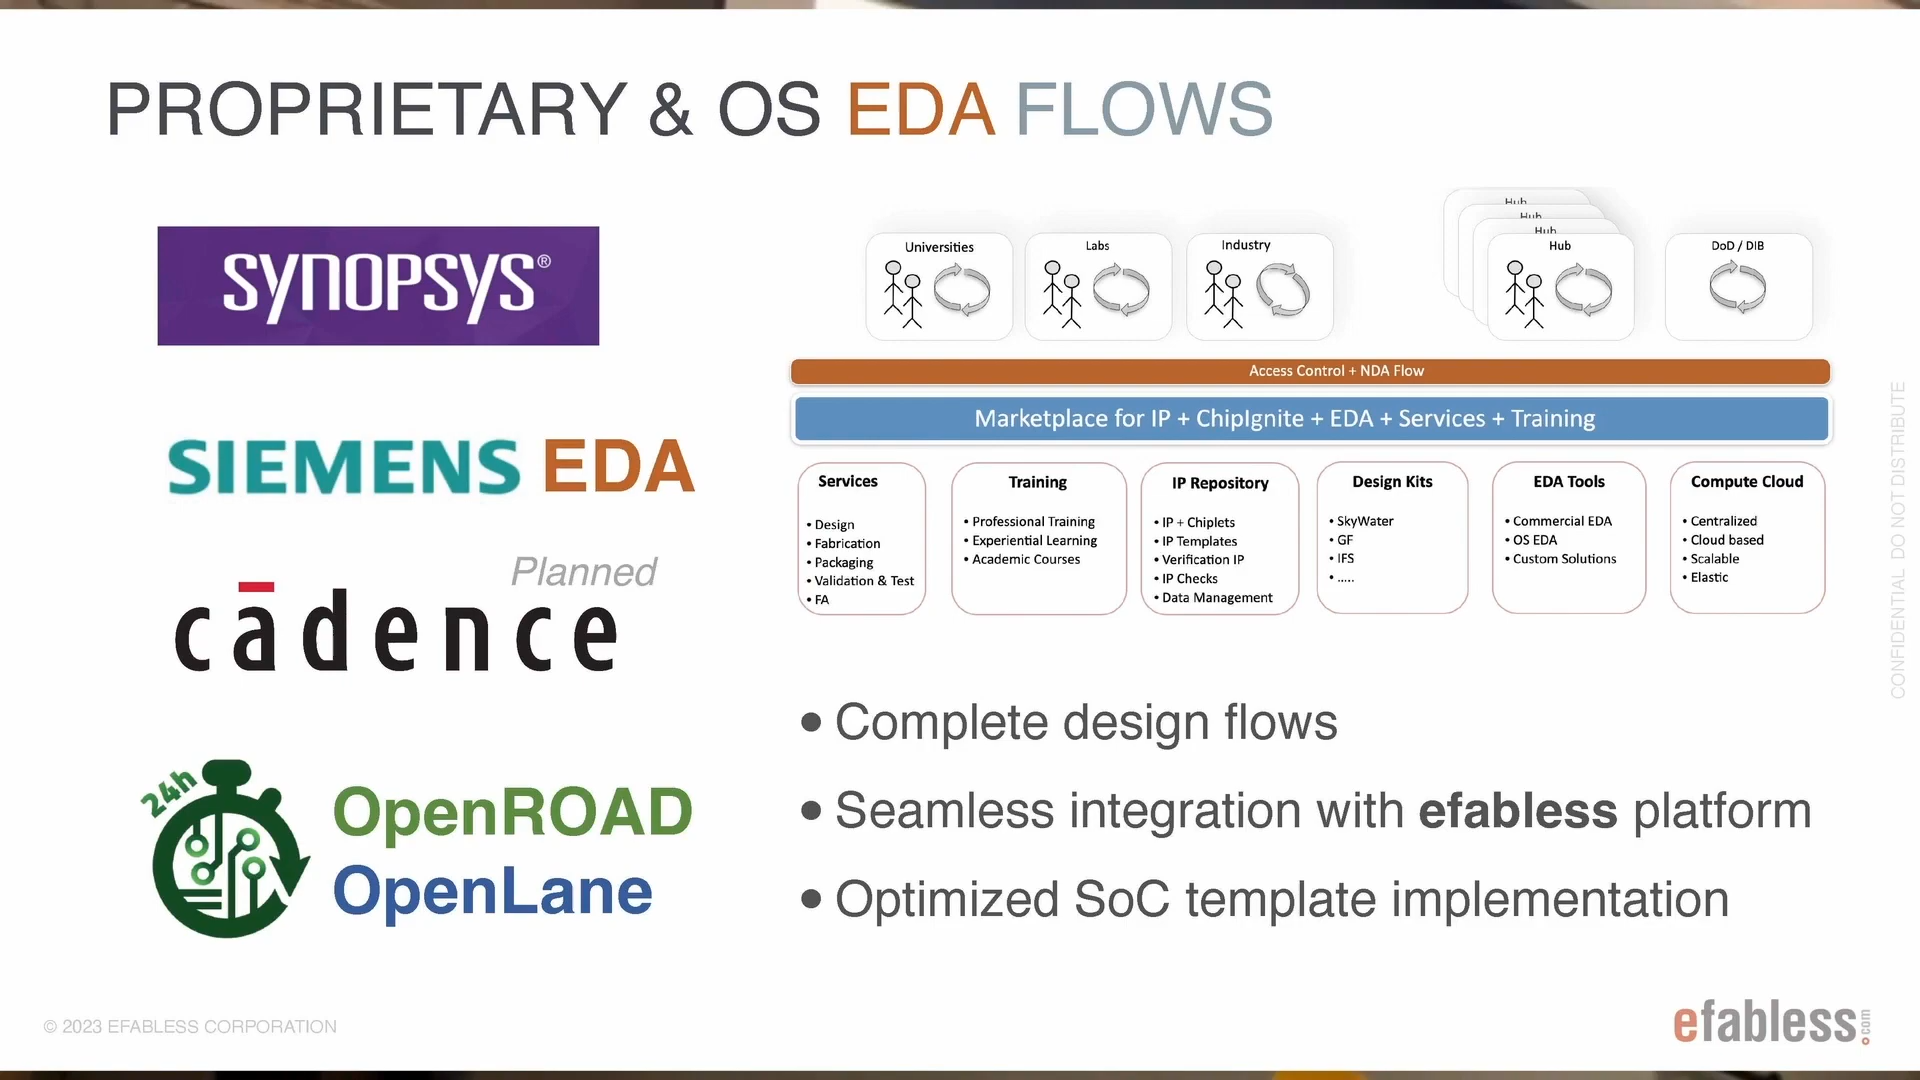 PROPRIETARY & OS EDA FLOWS
SYNOPSYS®
SIEMENS EDA
Planned
cādence
24h
OpenROAD
OpenLane
Universities
Labs
Industry
Hub
Hub
Hub
Hub
DoD / DIB
Access Control + NDA Flow
Marketplace for IP + ChipIgnite + EDA + Services + Training
Services
• Design
• Fabrication
• Packaging
• Validation & Test
• FA
Training
• Professional Training
• Experiential Learning
• Academic Courses
IP Repository
• IP + Chiplets
• IP Templates
• Verification IP
• IP Checks
• Data Management
Design Kits
• SkyWater
• GF
• IFS
• .....
EDA Tools
• Commercial EDA
• OS EDA
• Custom Solutions
Compute Cloud
• Centralized
• Cloud based
• Scalable
• Elastic
• Complete design flows
• Seamless integration with efabless platform
• Optimized SoC template implementation
CONFIDENTIAL DO NOT DISTRIBUTE
© 2023 EFABLESS CORPORATION
efabless.com